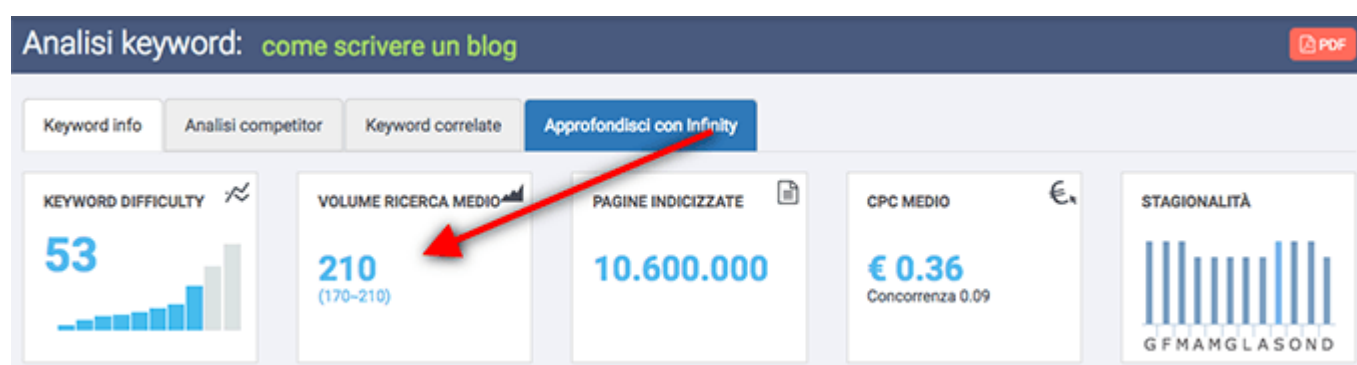 Analisi keyword: come scrivere un blog
PDF
Keyword info
Analisi competitor
Keyword correlate
Approfondisci con Infinity
KEYWORD DIFFICULTY
53
VOLUME RICERCA MEDIO
210
(170-210)
PAGINE INDICIZZATE
10.600.000
CPC MEDIO
€ 0.36
Concorrenza 0.09
STAGIONALITÀ
G F M A M G L A S O N D